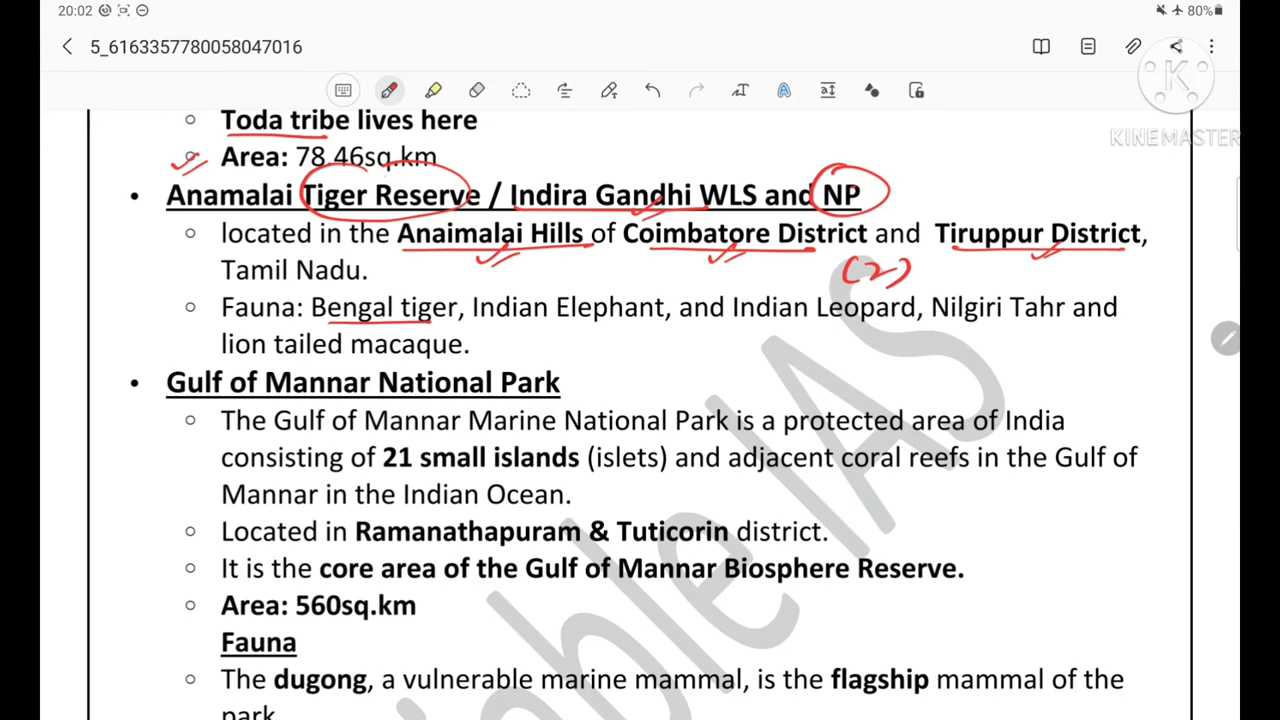 20:02
80%
5_6163357780058047016
K
KINEMASTER
○ Toda tribe lives here
○ Area: 78.46sq.km
• Anamalai Tiger Reserve / Indira Gandhi WLS and NP
○ located in the Anaimalai Hills of Coimbatore District and Tiruppur District,
Tamil Nadu.
(2)
○ Fauna: Bengal tiger, Indian Elephant, and Indian Leopard, Nilgiri Tahr and
lion tailed macaque.
• Gulf of Mannar National Park
○ The Gulf of Mannar Marine National Park is a protected area of India
consisting of 21 small islands (islets) and adjacent coral reefs in the Gulf of
Mannar in the Indian Ocean.
○ Located in Ramanathapuram & Tuticorin district.
○ It is the core area of the Gulf of Mannar Biosphere Reserve.
○ Area: 560sq.km
Fauna
○ The dugong, a vulnerable marine mammal, is the flagship mammal of the
park
IAS